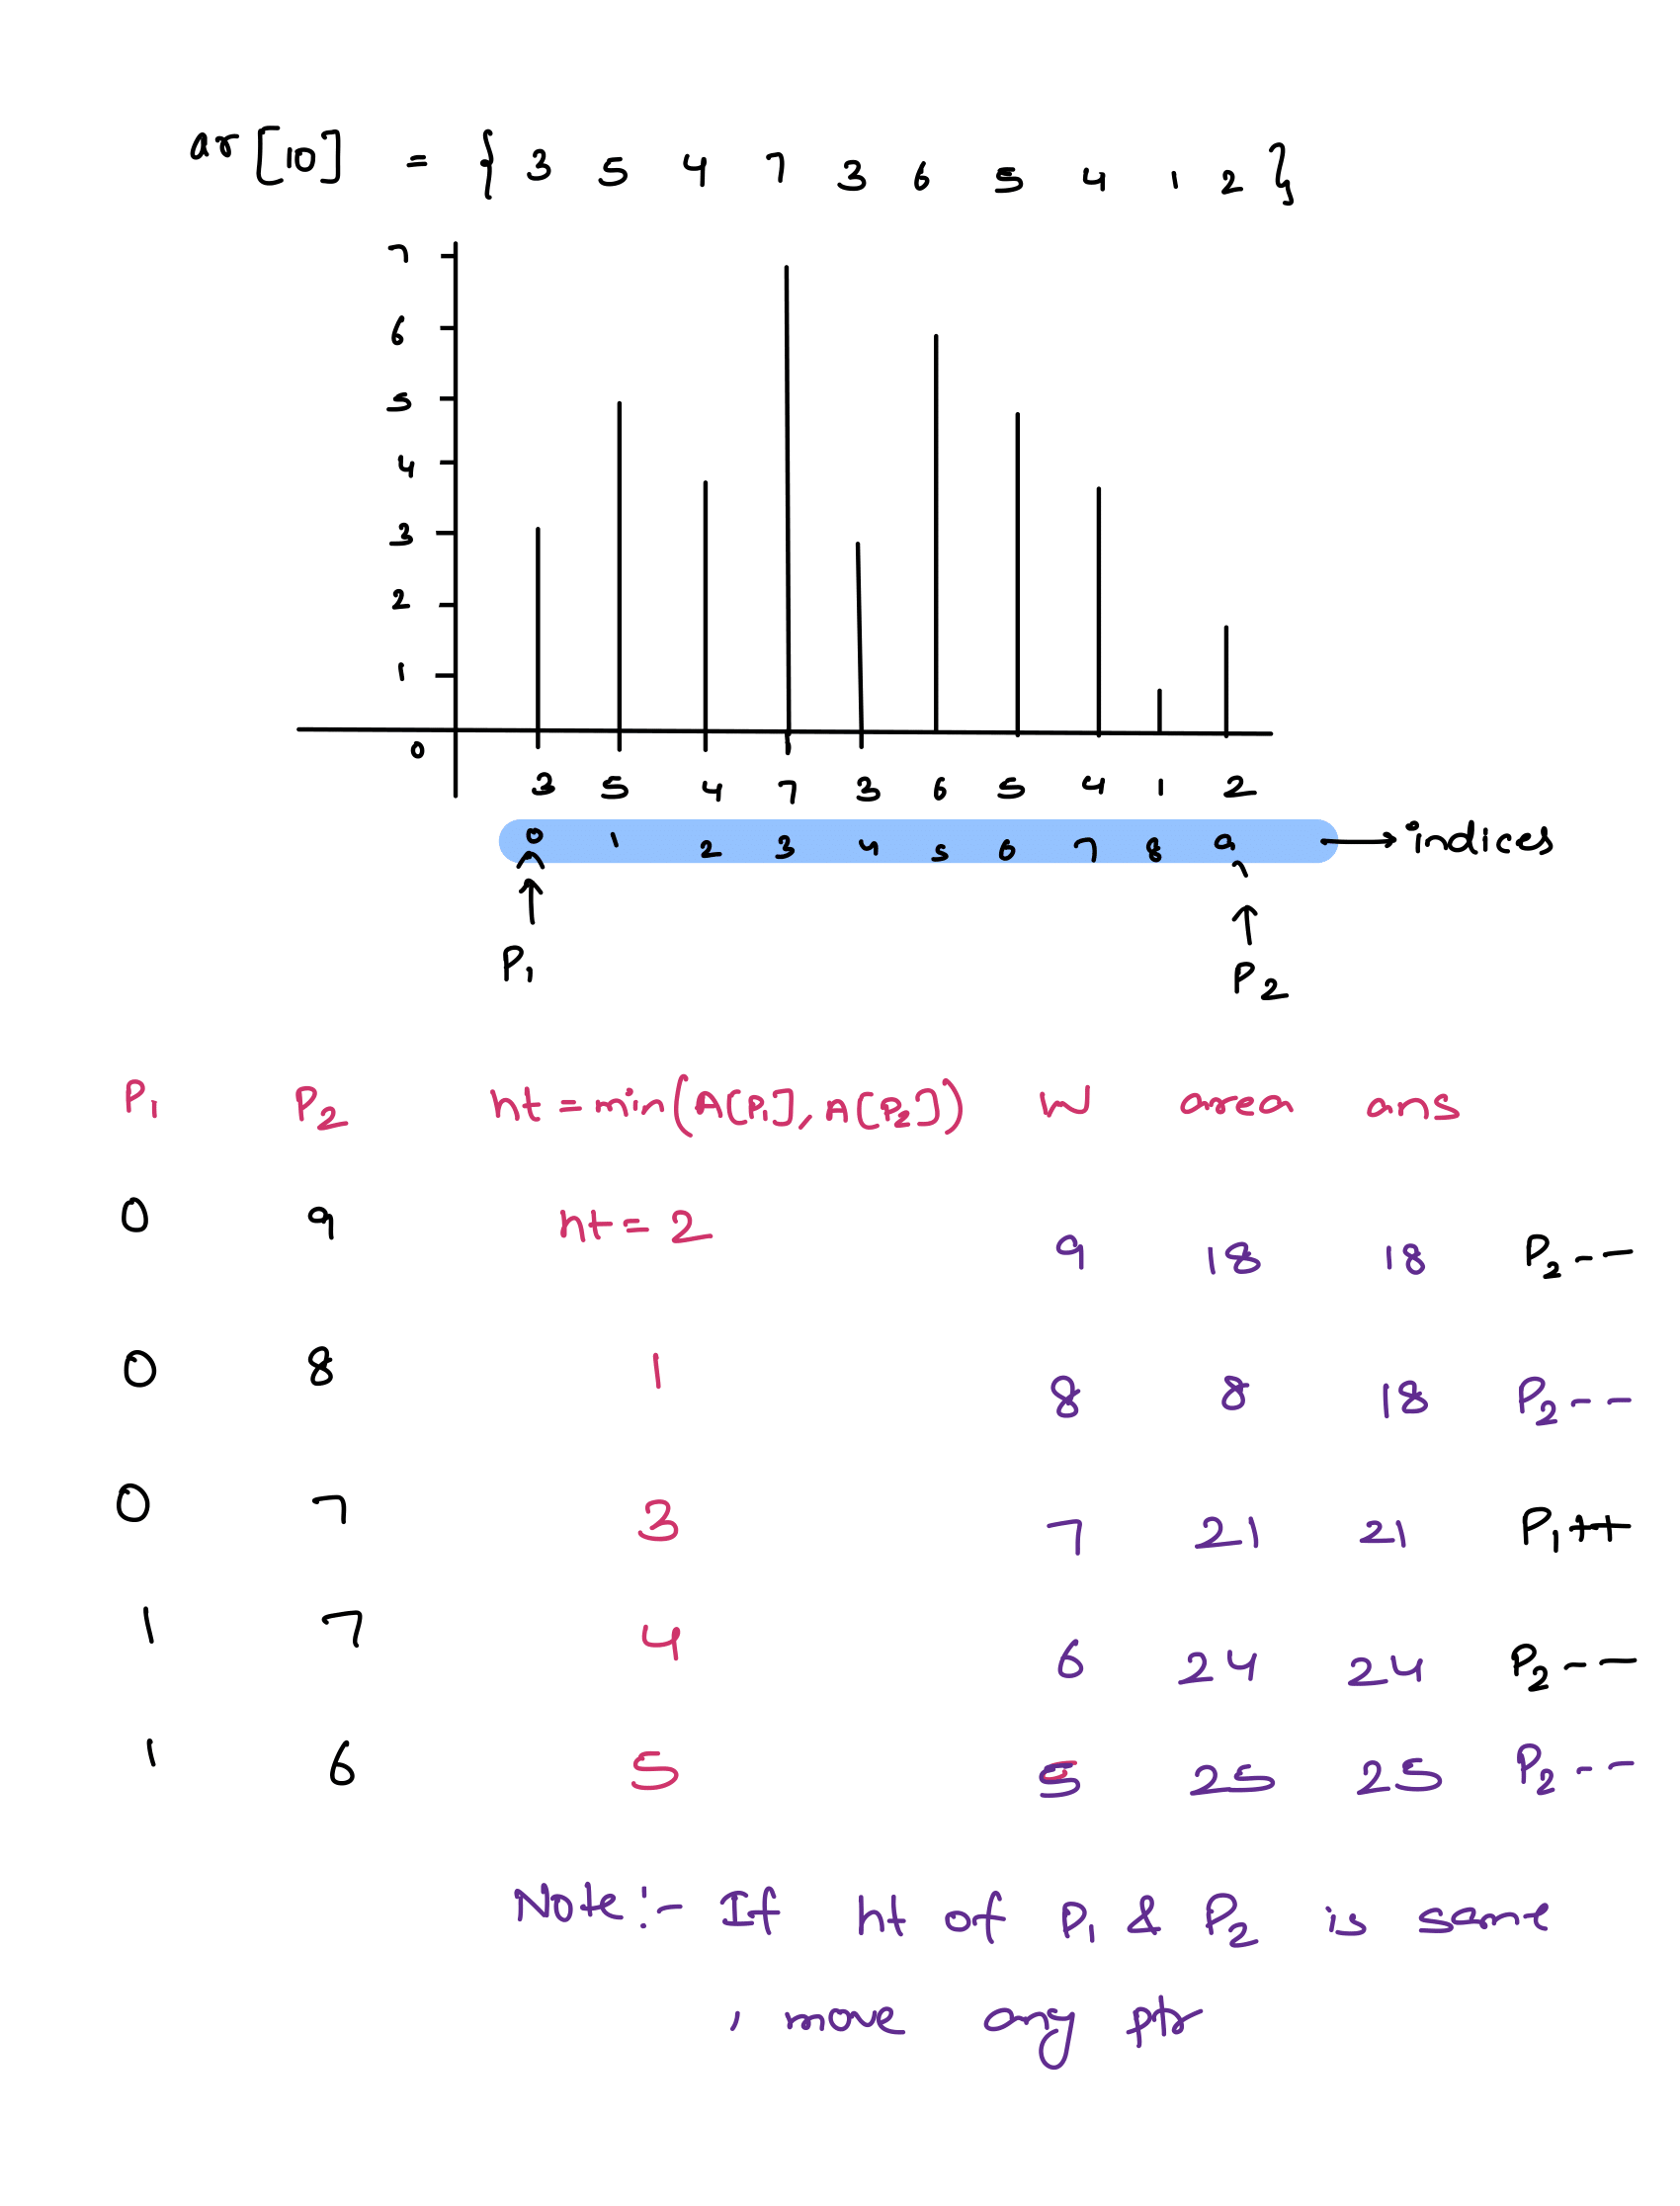 ar[10] = { 3 5 4 7 3 6 5 4 1 2 }
7
6
5
4
3
2
1
0
3 5 4 7 3 6 5 4 1 2
0 1 2 3 4 5 6 7 8 9 → indices
P1 P2
P1 P2 ht = min(A[P1], A[P2]) W area ans
0 9 ht = 2 9 18 18 P2--
0 8 1 8 8 18 P2--
0 7 3 7 21 21 P1++
1 7 4 6 24 24 P2--
1 6 5 5 25 25 P2--
Note:- If ht of P1 & P2 is same
, move any ptr